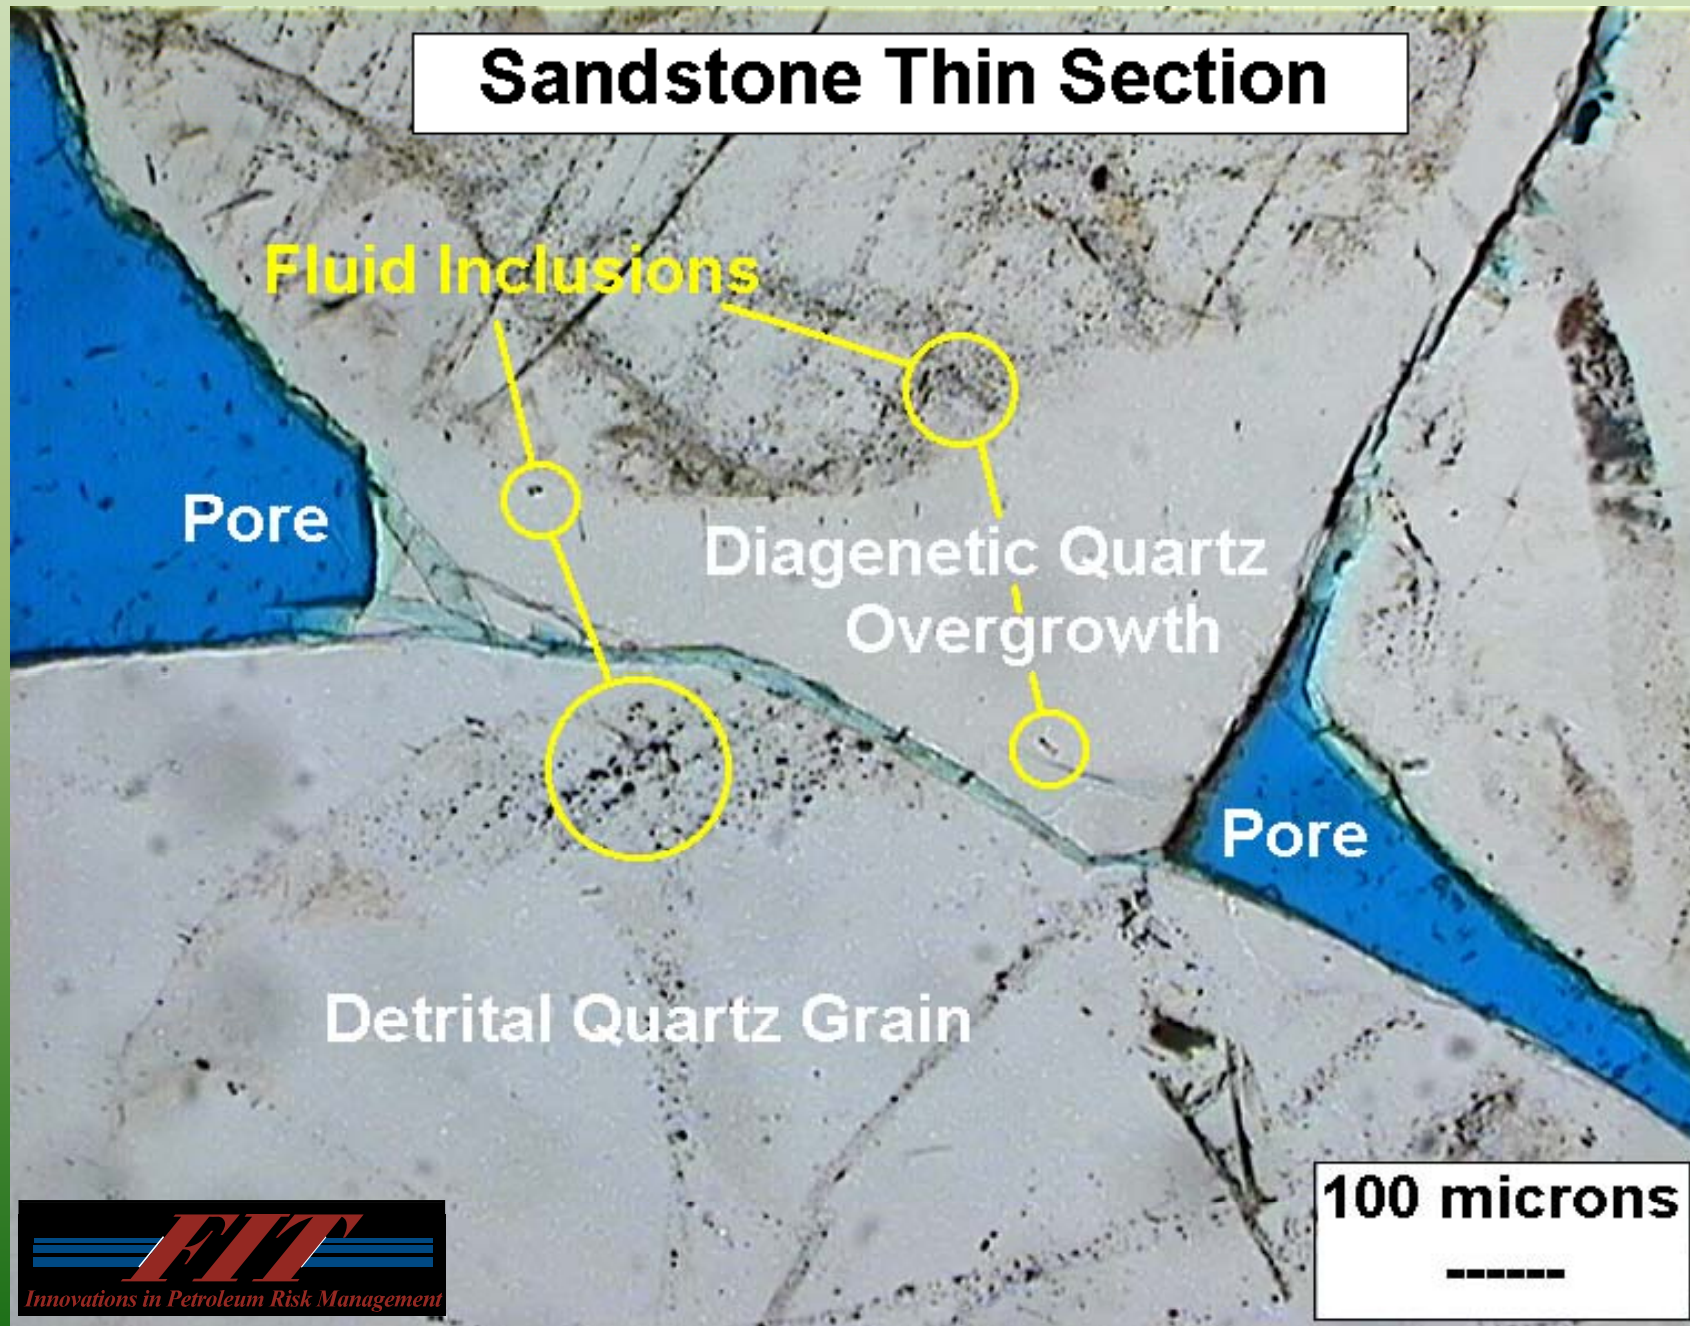 Sandstone Thin Section
Fluid Inclusions
Pore
Diagenetic Quartz
Overgrowth
Pore
Detrital Quartz Grain
100 microns
------
FIT
Innovations in Petroleum Risk Management